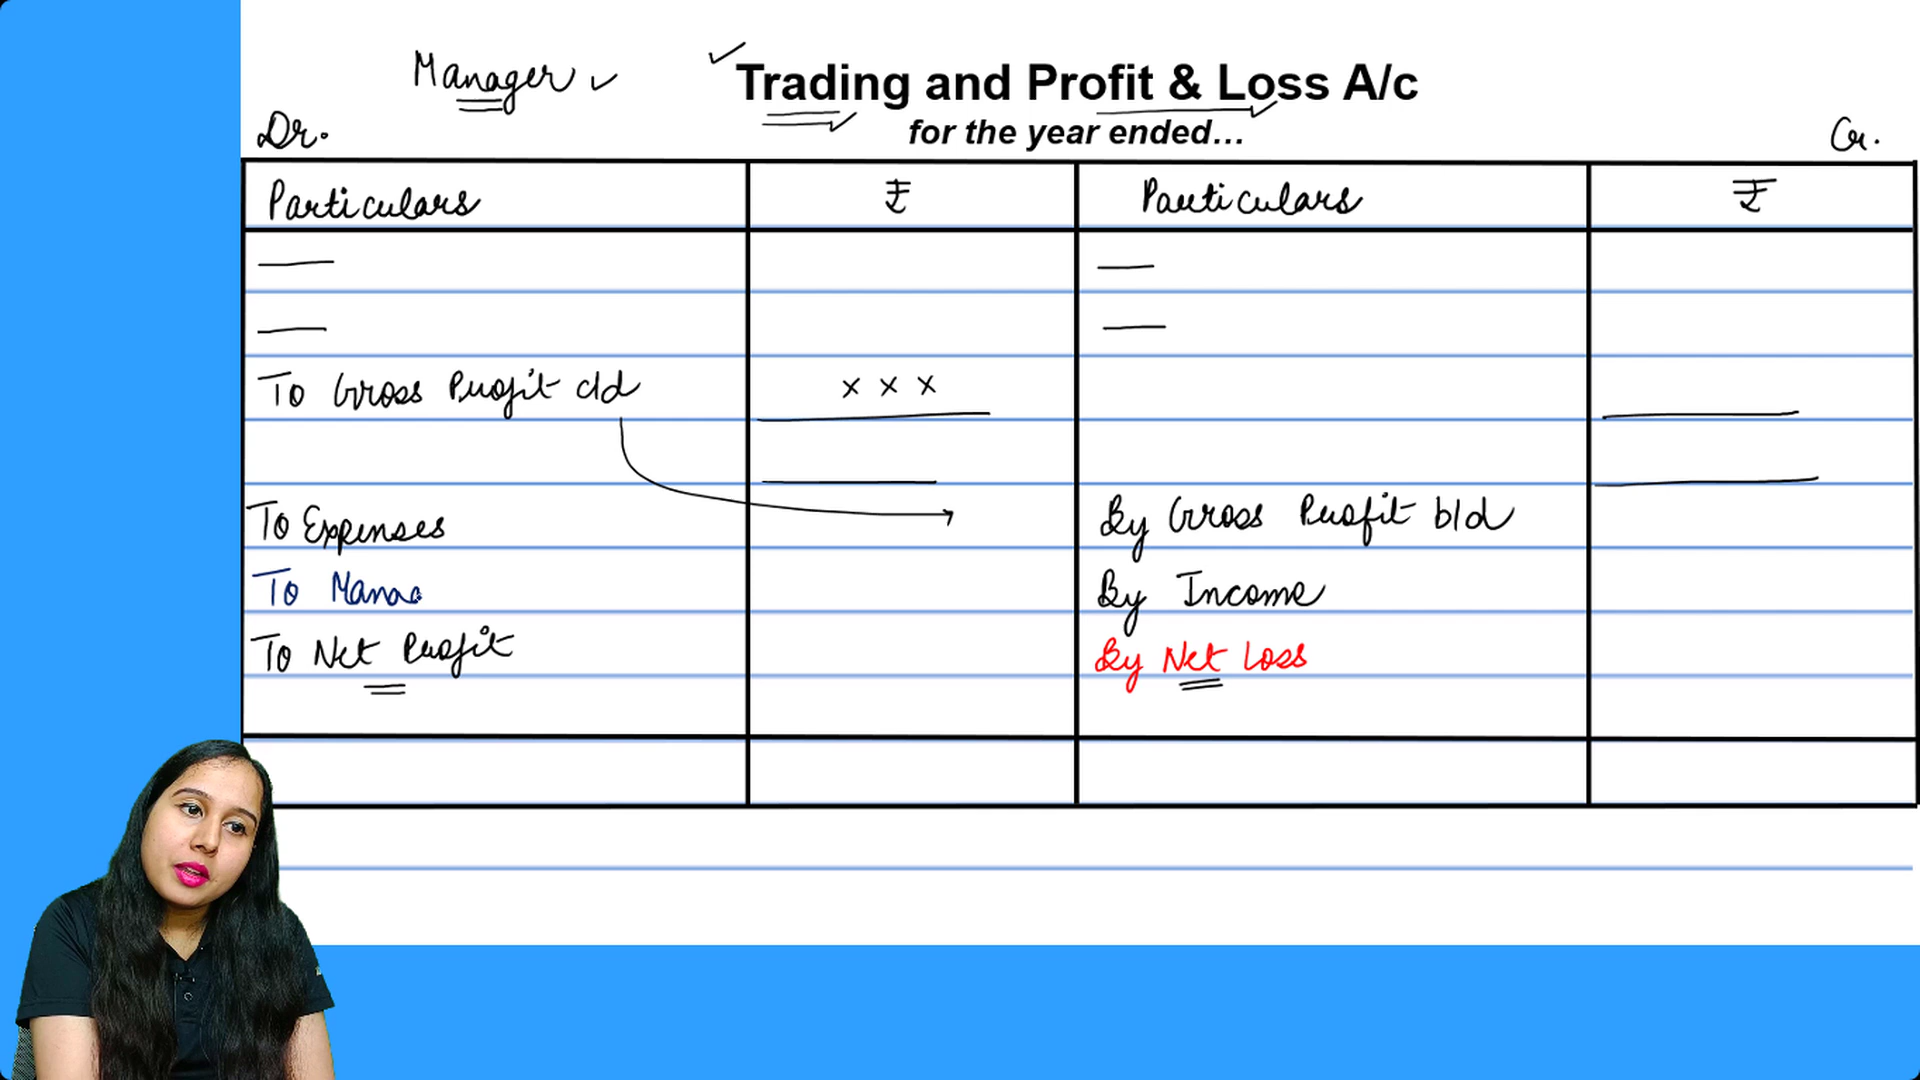 Manager
Trading and Profit & Loss A/c
for the year ended...
Dr. Cr.
Particulars ₹ Particulars ₹
To Gross Profit c/d x x x
To Expenses By Gross Profit b/d
To Mana By Income
To Net Profit By Net Loss